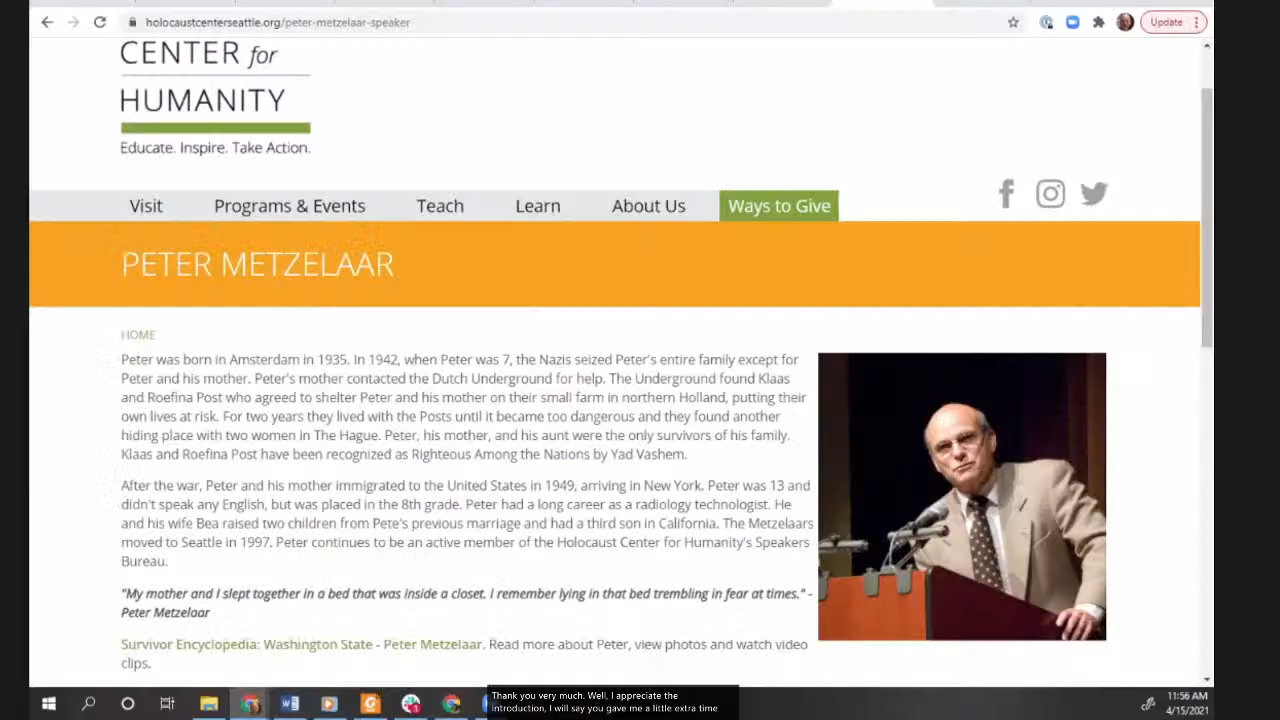 holocaustcenterseattle.org/peter-metzelaar-speaker
Update
CENTER for
HUMANITY
Educate. Inspire. Take Action.
Visit
Programs & Events
Teach
Learn
About Us
Ways to Give
PETER METZELAAR
HOME
Peter was born in Amsterdam in 1935. In 1942, when Peter was 7, the Nazis seized Peter's entire family except for
Peter and his mother. Peter's mother contacted the Dutch Underground for help. The Underground found Klaas
and Roefina Post who agreed to shelter Peter and his mother on their small farm in northern Holland, putting their
own lives at risk. For two years they lived with the Posts until it became too dangerous and they found another
hiding place with two women in The Hague. Peter, his mother, and his aunt were the only survivors of his family.
Klaas and Roefina Post have been recognized as Righteous Among the Nations by Yad Vashem.
After the war, Peter and his mother immigrated to the United States in 1949, arriving in New York. Peter was 13 and
didn't speak any English, but was placed in the 8th grade. Peter had a long career as a radiology technologist. He
and his wife Bea raised two children from Pete's previous marriage and had a third son in California. The Metzelaars
moved to Seattle in 1997. Peter continues to be an active member of the Holocaust Center for Humanity's Speakers
Bureau.
"My mother and I slept together in a bed that was inside a closet. I remember lying in that bed trembling in fear at times." -
Peter Metzelaar
Survivor Encyclopedia: Washington State - Peter Metzelaar. Read more about Peter, view photos and watch video
clips.
Thank you very much. Well, I appreciate the
introduction, I will say you gave me a little extra time
11:56 AM
4/15/2021